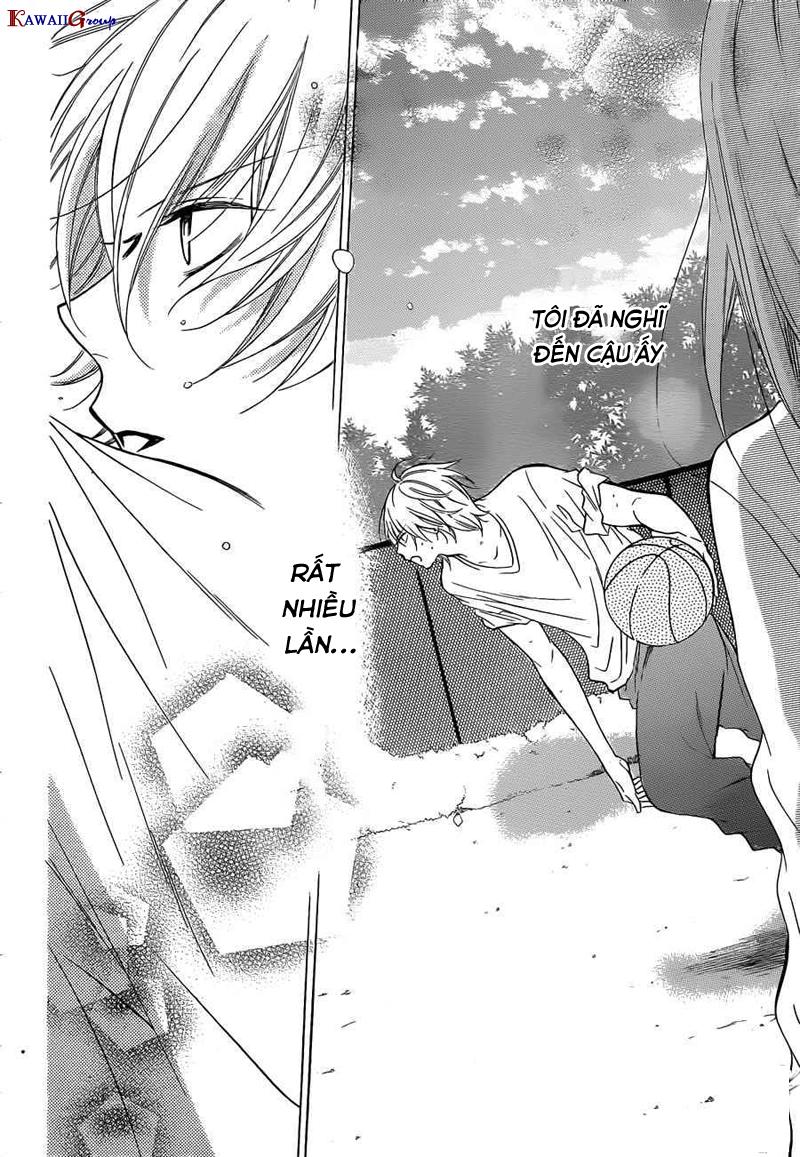 KAWAIIGroup
TÔI ĐÃ NGHĨ
ĐẾN CẬU ẤY
RẤT
NHIỀU
LẦN...